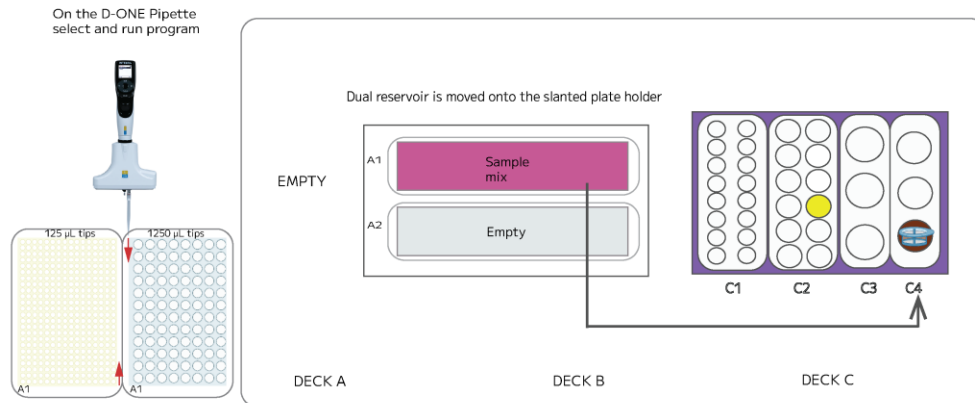 On the D-ONE Pipette
select and run program
125 µL tips
1250 µL tips
A1
A1
Dual reservoir is moved onto the slanted plate holder
EMPTY
A1
Sample
mix
A2
Empty
C1
C2
C3
C4
DECK A
DECK B
DECK C